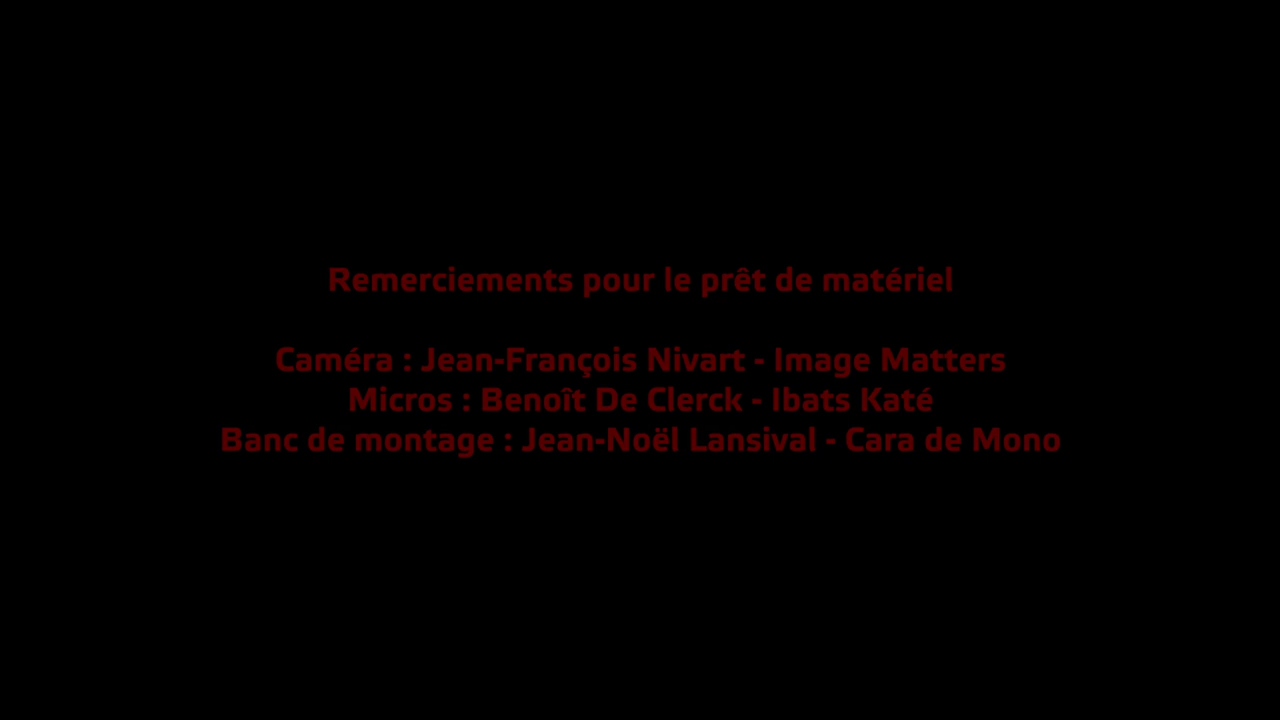 Remerciements pour le prêt de matériel
Caméra : Jean-François Nivart - Image Matters
Micros : Benoît De Clerck - Ibats Katé
Banc de montage : Jean-Noël Lansival - Cara de Mono